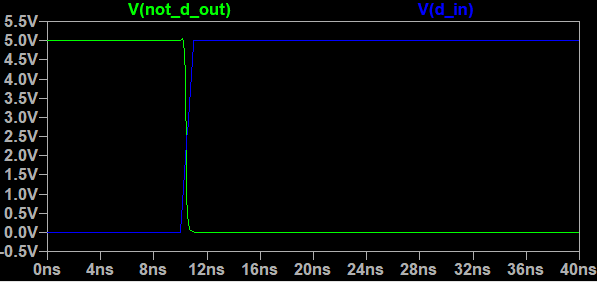 V(not_d_out) V(d_in)
5.5V
5.0V
4.5V
4.0V
3.5V
3.0V
2.5V
2.0V
1.5V
1.0V
0.5V
0.0V
-0.5V
0ns 4ns 8ns 12ns 16ns 20ns 24ns 28ns 32ns 36ns 40ns